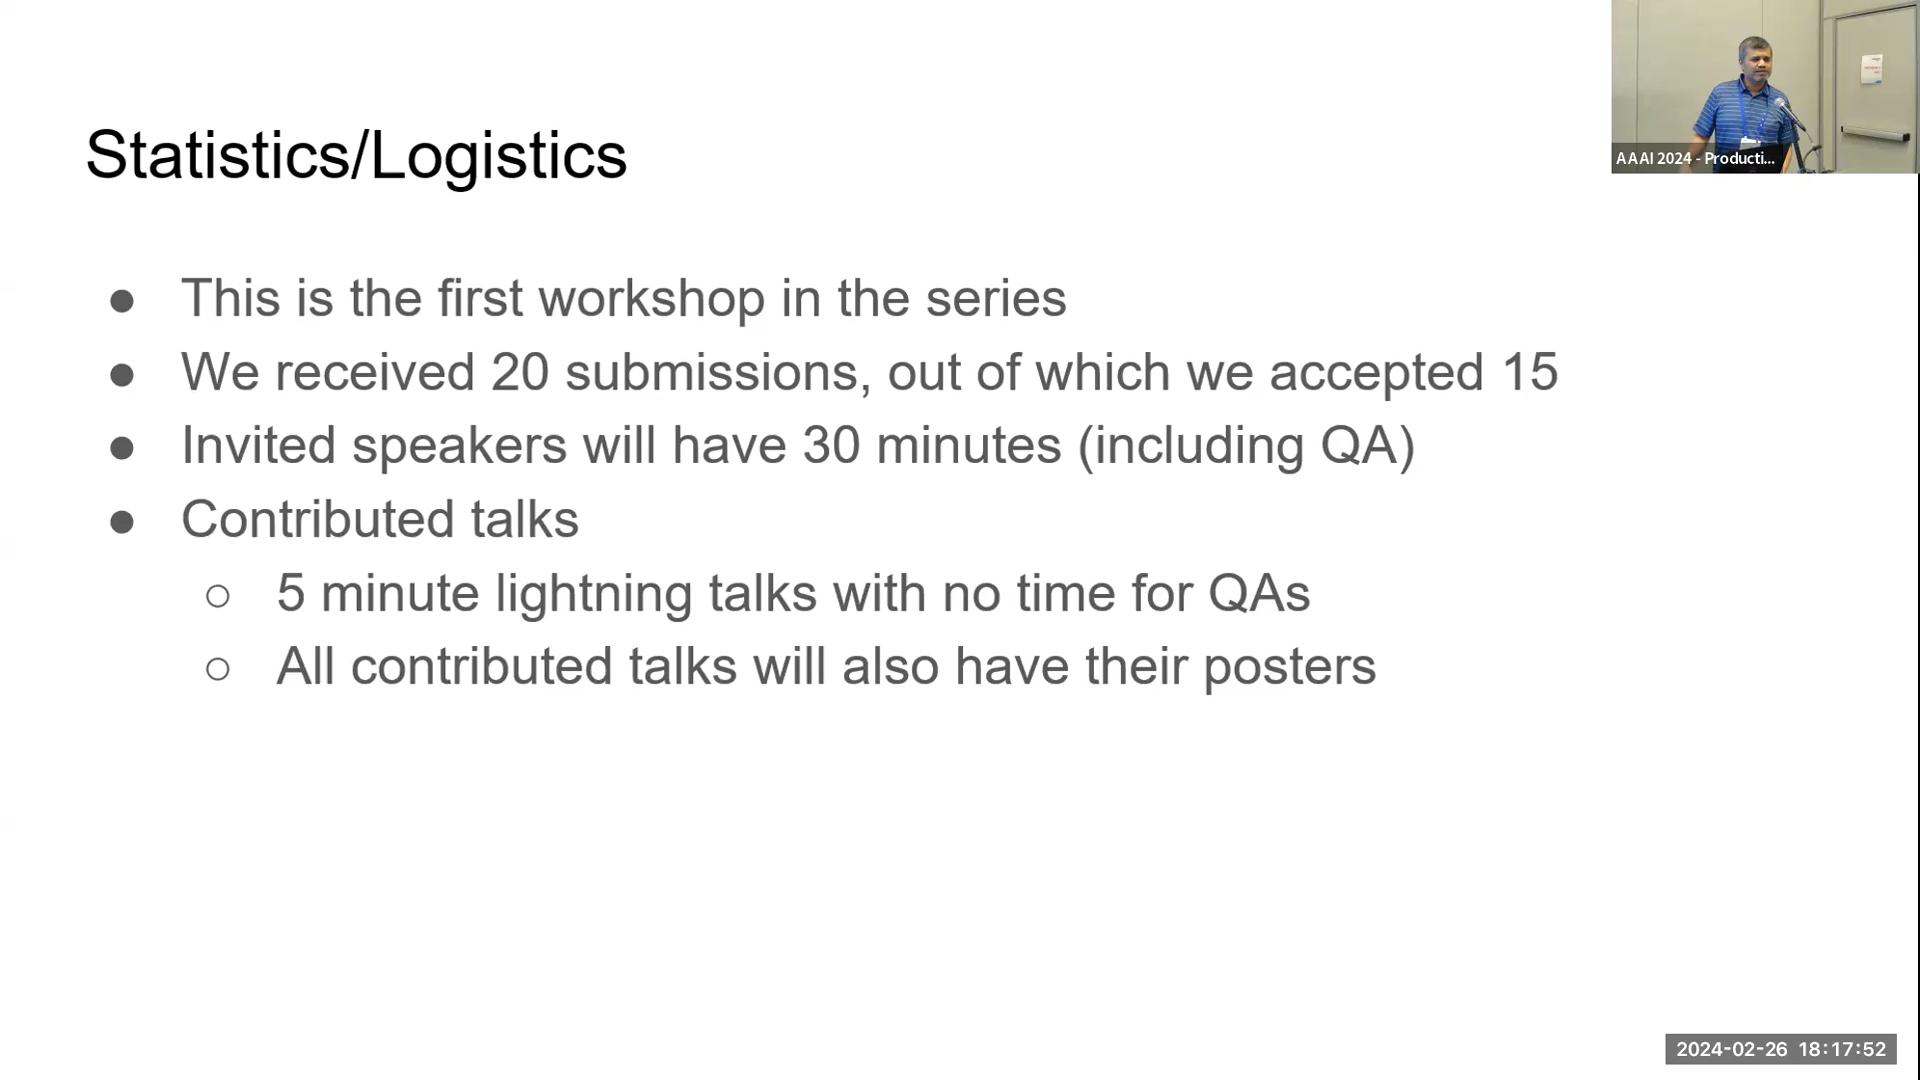 Statistics/Logistics
● This is the first workshop in the series
● We received 20 submissions, out of which we accepted 15
● Invited speakers will have 30 minutes (including QA)
● Contributed talks
○ 5 minute lightning talks with no time for QAs
○ All contributed talks will also have their posters
AAAI 2024 - Producti...
2024-02-26 18:17:52